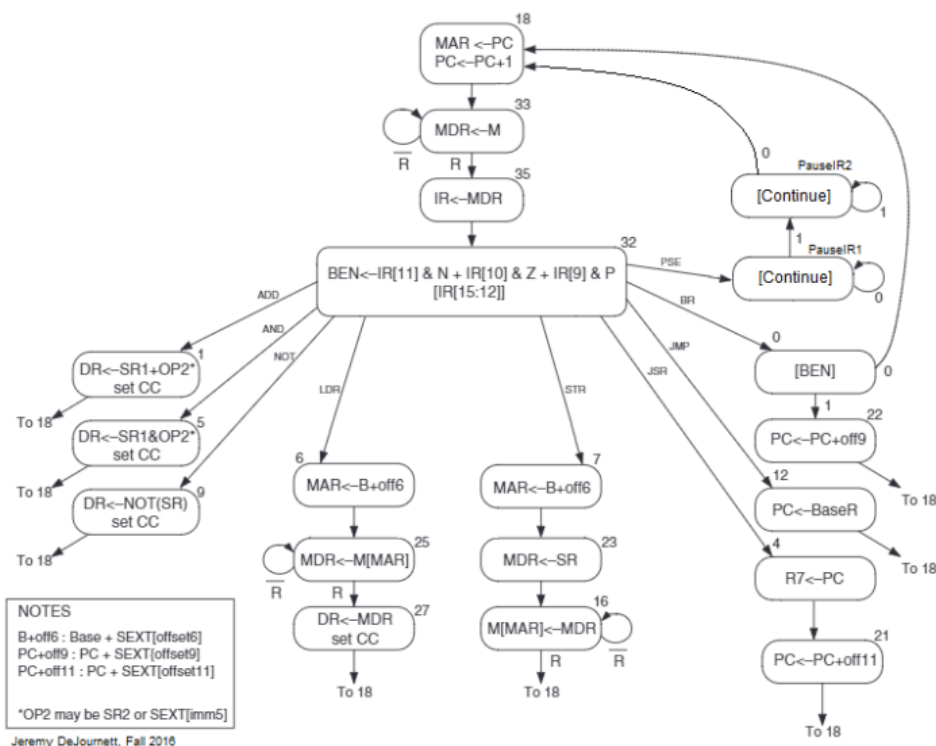 18
MAR <–PC
PC<–PC+1
33
MDR<–M
R
R
35
IR<–MDR
0
PauseIR2
[Continue]
1
1
PauseIR1
[Continue]
0
32
BEN<–IR[11] & N + IR[10] & Z + IR[9] & P
[IR[15:12]]
PSE
BR
JMP
JSR
ADD
AND
NOT
LDR
STR
1
DR<–SR1+OP2*
set CC
To 18
5
DR<–SR1&OP2*
set CC
To 18
9
DR<–NOT(SR)
set CC
To 18
6
MAR<–B+off6
25
MDR<–M[MAR]
R
R
27
DR<–MDR
set CC
To 18
7
MAR<–B+off6
23
MDR<–SR
16
M[MAR]<–MDR
R
R
To 18
0
[BEN]
0
1
22
PC<–PC+off9
To 18
12
PC<–BaseR
To 18
4
R7<–PC
21
PC<–PC+off11
To 18
NOTES
B+off6 : Base + SEXT[offset6]
PC+off9 : PC + SEXT[offset9]
PC+off11 : PC + SEXT[offset11]
*OP2 may be SR2 or SEXT[imm5]
Jeremy DeJournett, Fall 2016